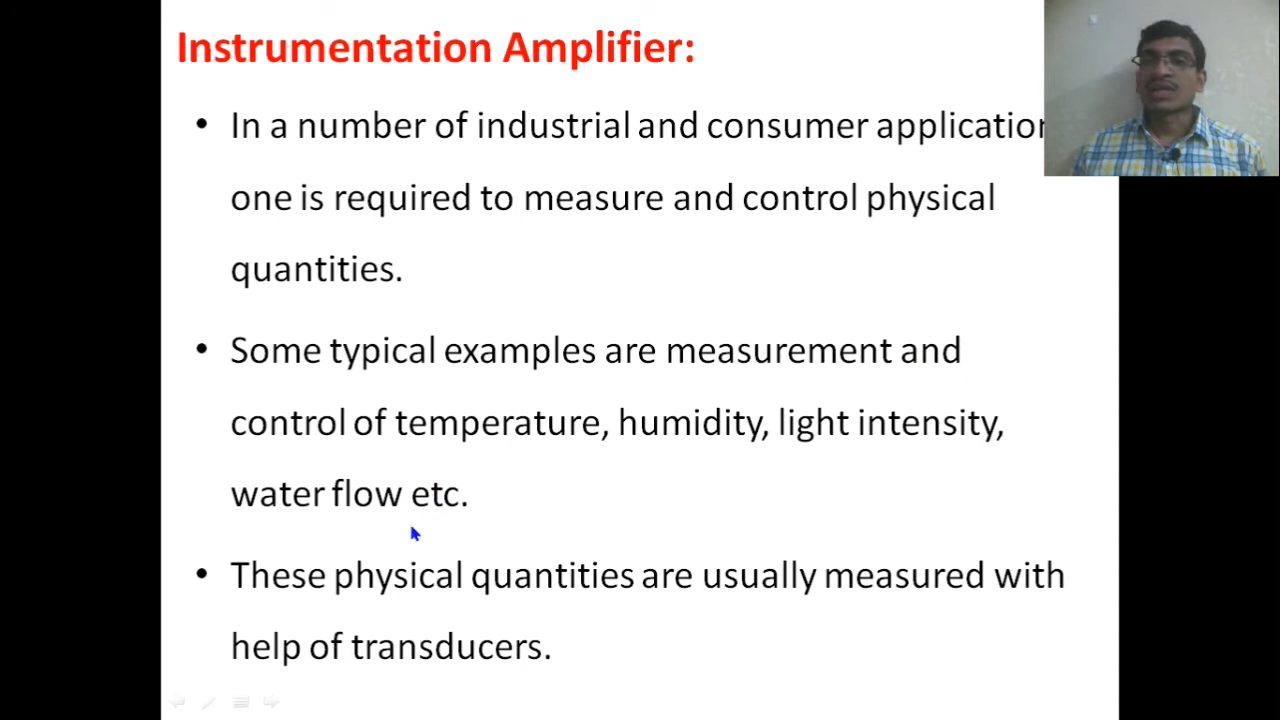 Instrumentation Amplifier:
• In a number of industrial and consumer application
one is required to measure and control physical
quantities.
• Some typical examples are measurement and
control of temperature, humidity, light intensity,
water flow etc.
• These physical quantities are usually measured with
help of transducers.